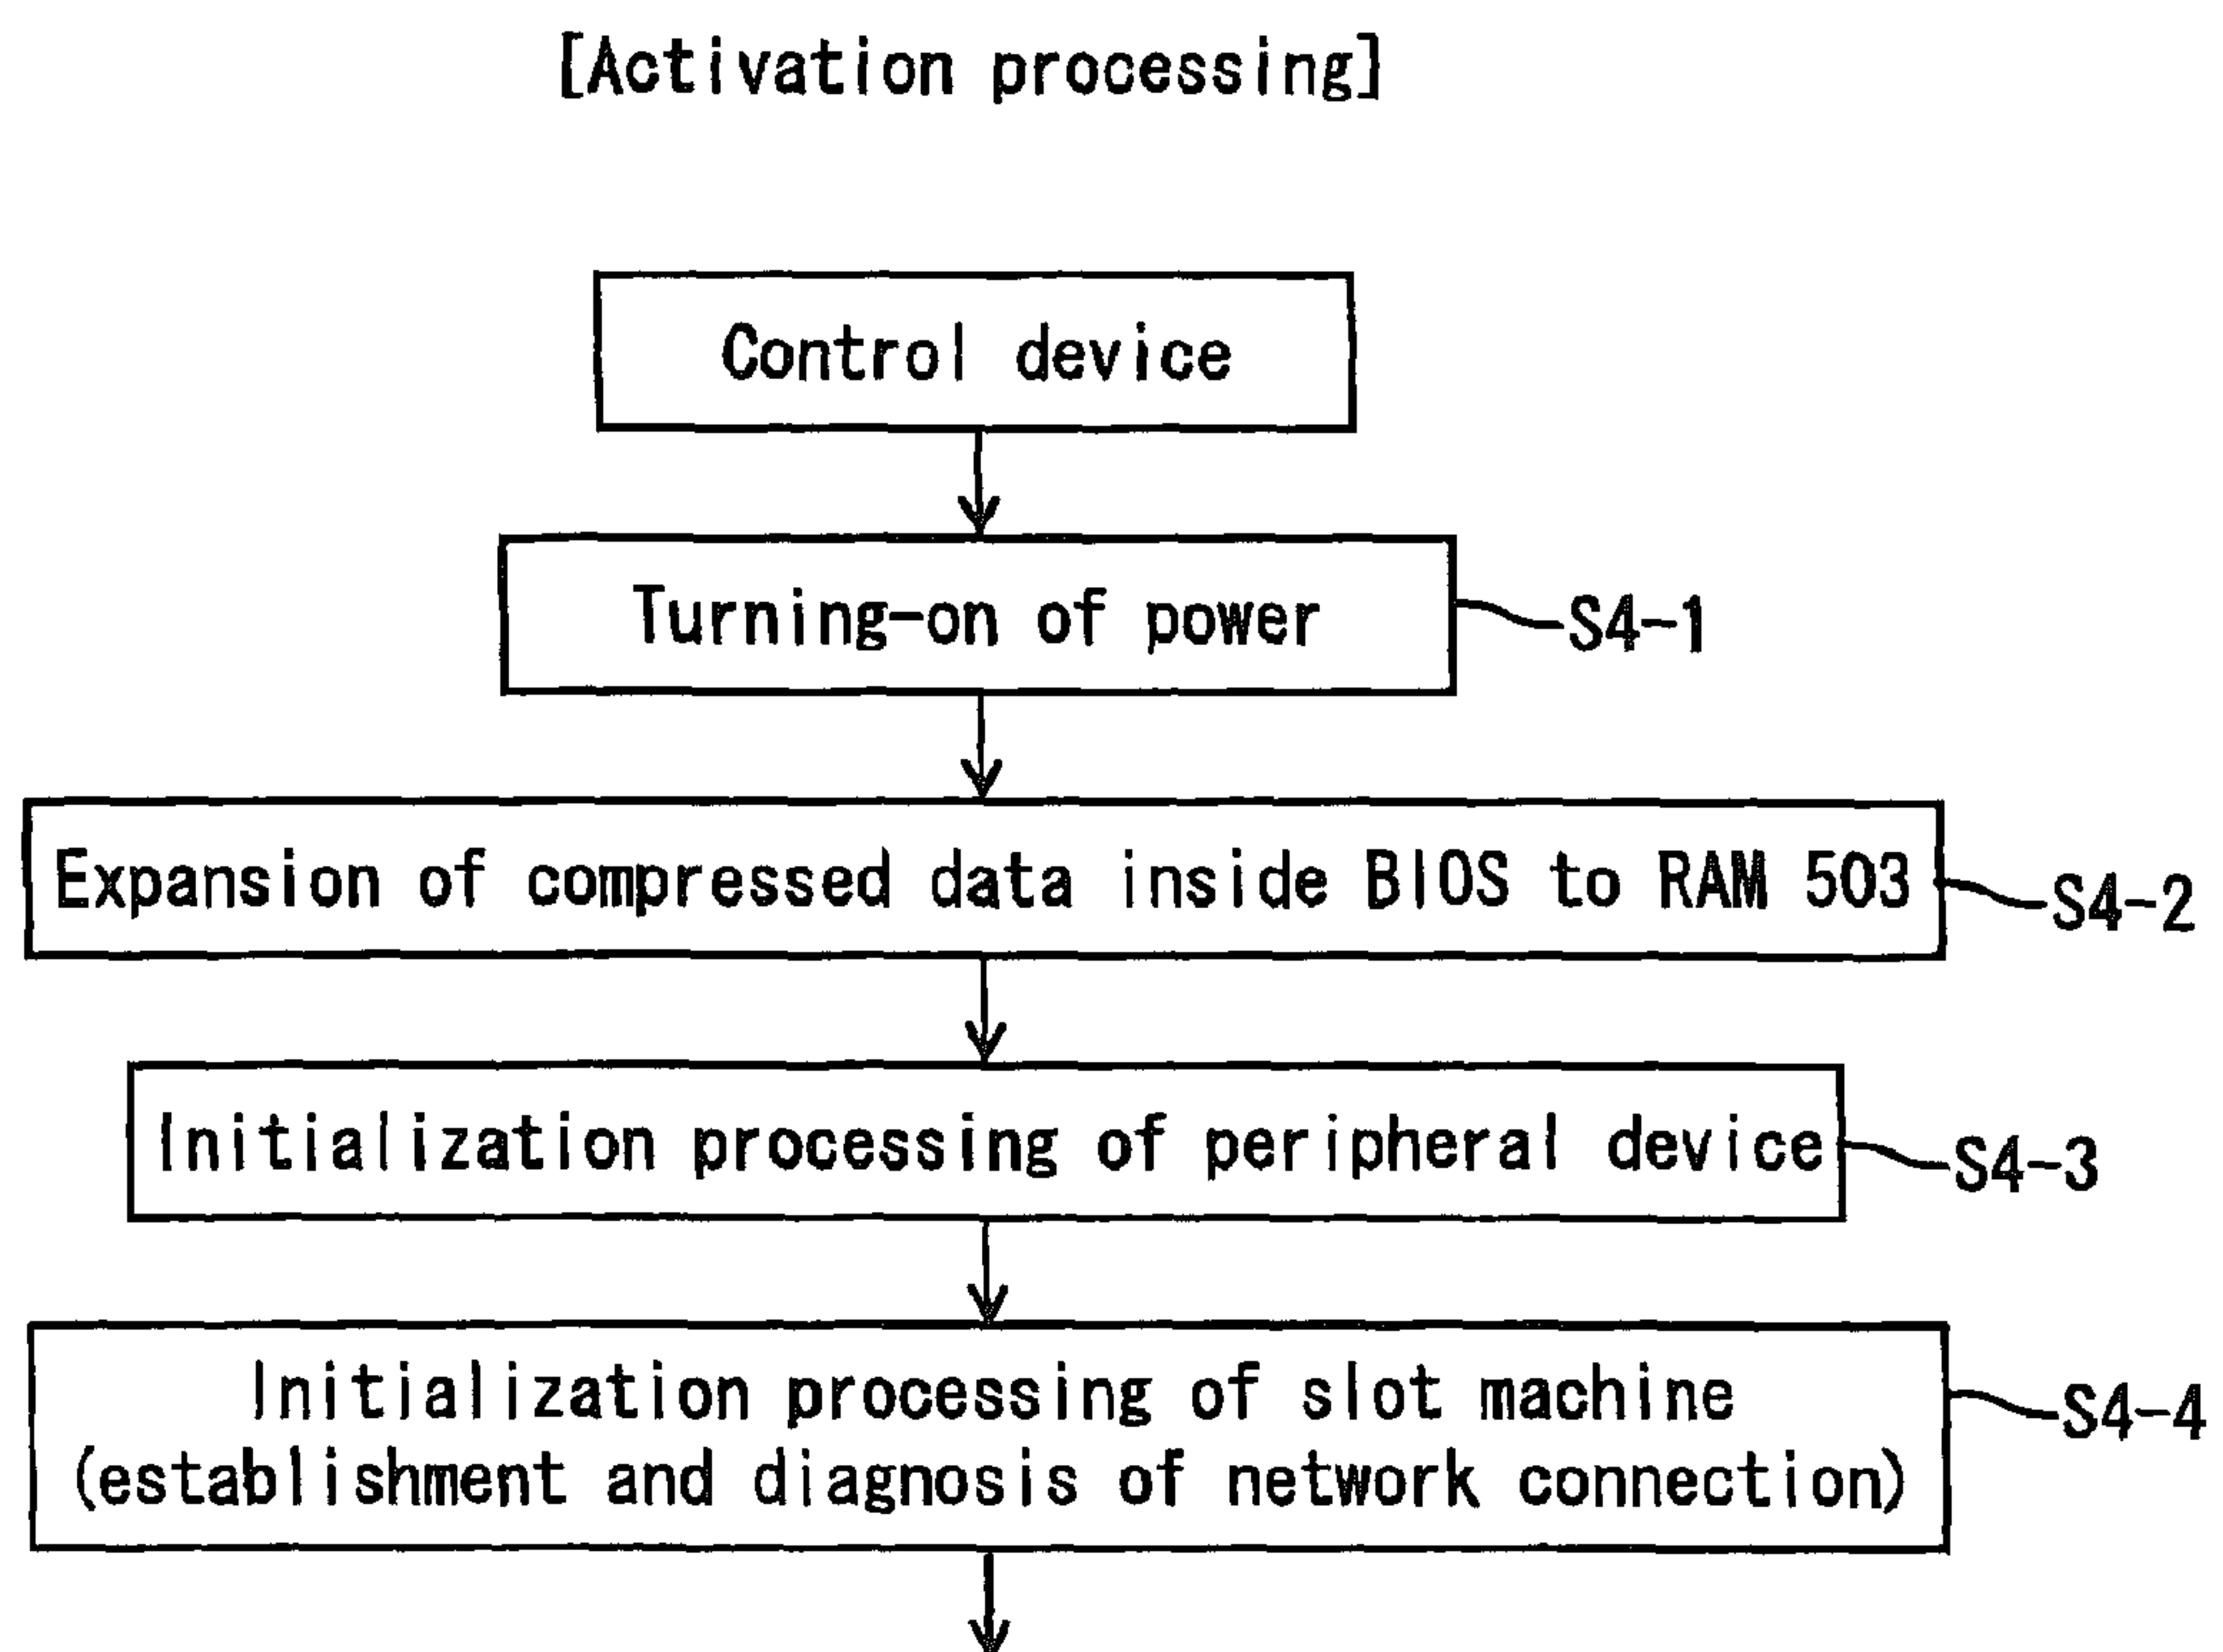 [Activation processing]
Control device
Turning-on of power
S4-1
Expansion of compressed data inside BIOS to RAM 503
S4-2
Initialization processing of peripheral device
S4-3
Initialization processing of slot machine
(establishment and diagnosis of network connection)
S4-4